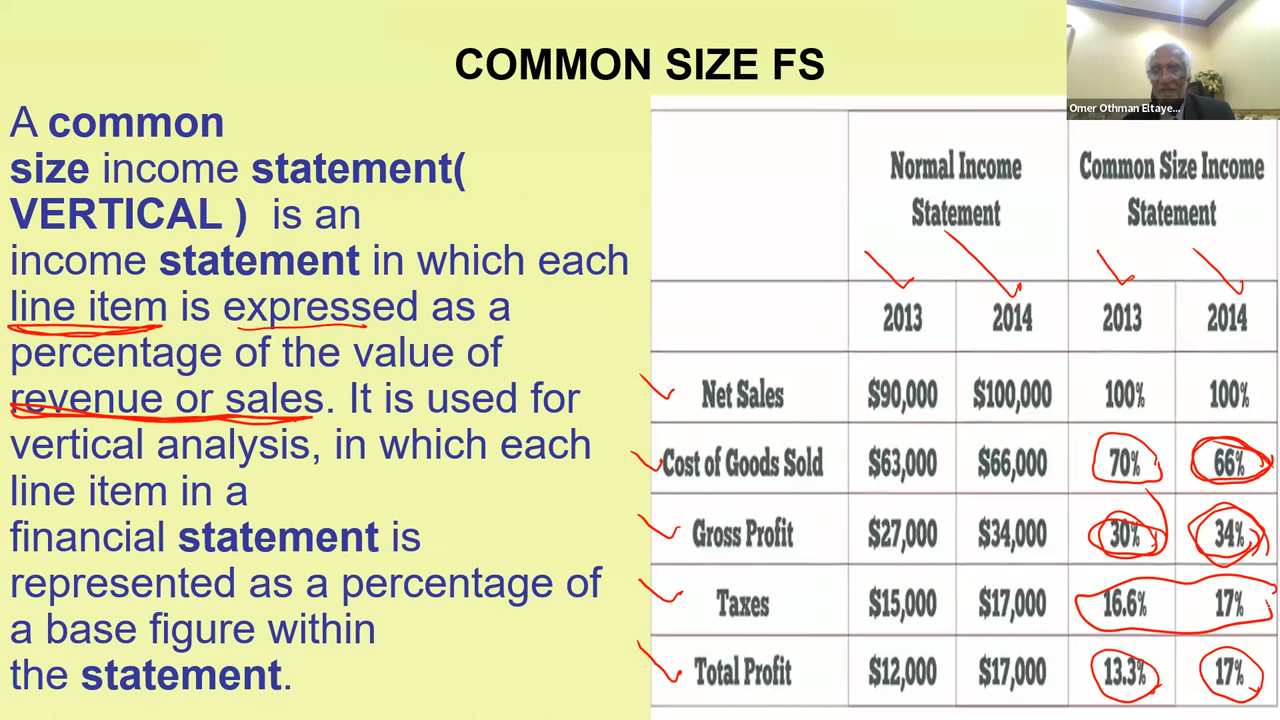 COMMON SIZE FS
Omer Othman Eltaye...
A common
size income statement(
VERTICAL ) is an
income statement in which each
line item is expressed as a
percentage of the value of
revenue or sales. It is used for
vertical analysis, in which each
line item in a
financial statement is
represented as a percentage of
a base figure within
the statement.
Normal Income
Statement
Common Size Income
Statement
2013 2014 2013 2014
Net Sales $90,000 $100,000 100% 100%
Cost of Goods Sold $63,000 $66,000 70% 66%
Gross Profit $27,000 $34,000 30% 34%
Taxes $15,000 $17,000 16.6% 17%
Total Profit $12,000 $17,000 13.3% 17%